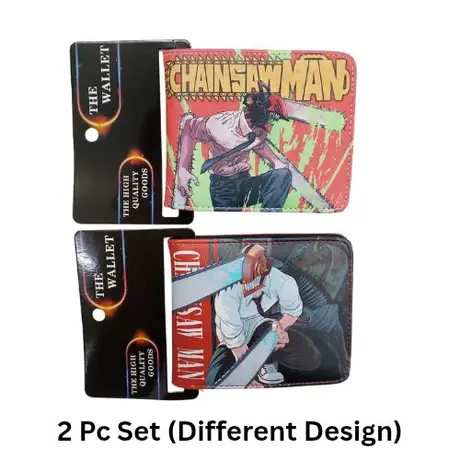 THE WALLET
THE HIGH
QUALITY
GOODS
CHAINSAW MAN
THE WALLET
THE HIGH
QUALITY
GOODS
CHAINSAW MAN
2 Pc Set (Different Design)